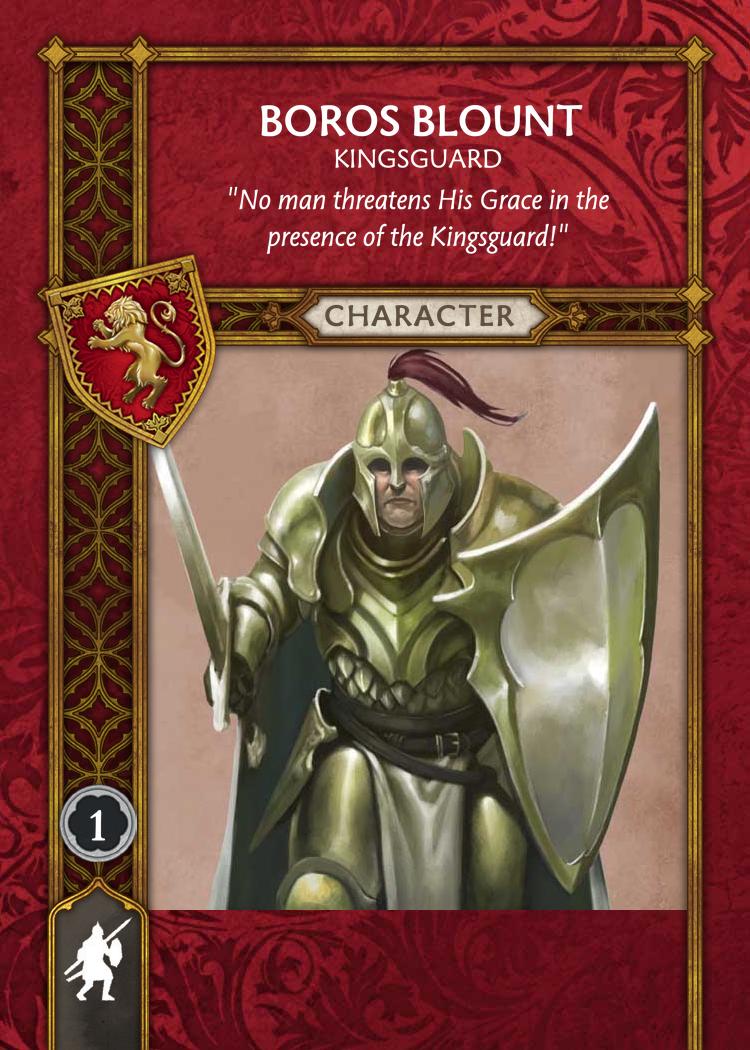 BOROS BLOUNT
KINGSGUARD
"No man threatens His Grace in the
presence of the Kingsguard!"
CHARACTER
1